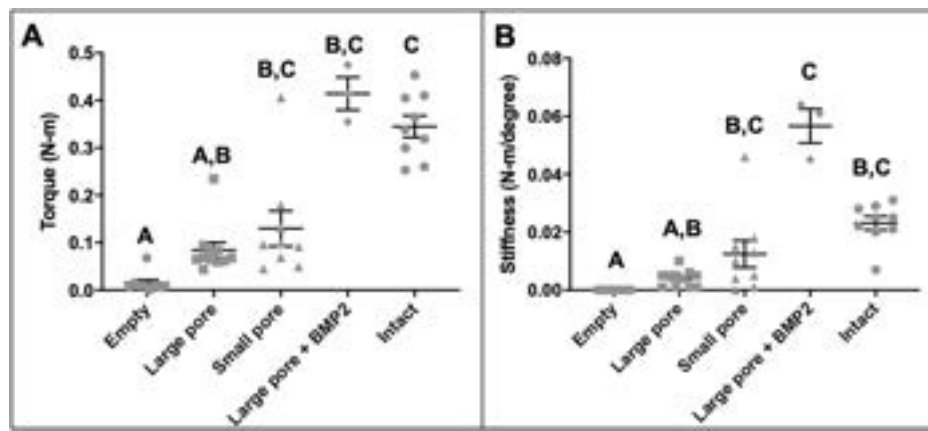 A
Torque (N-m)
0.5
0.4
0.3
0.2
0.1
0.0
A
A,B
B,C
B,C
C
Empty
Large pore
Small pore
Large pore + BMP2
Intact
B
Stiffness (N-m/degree)
0.08
0.06
0.04
0.02
0.00
A
A,B
B,C
C
B,C
Empty
Large pore
Small pore
Large pore + BMP2
Intact